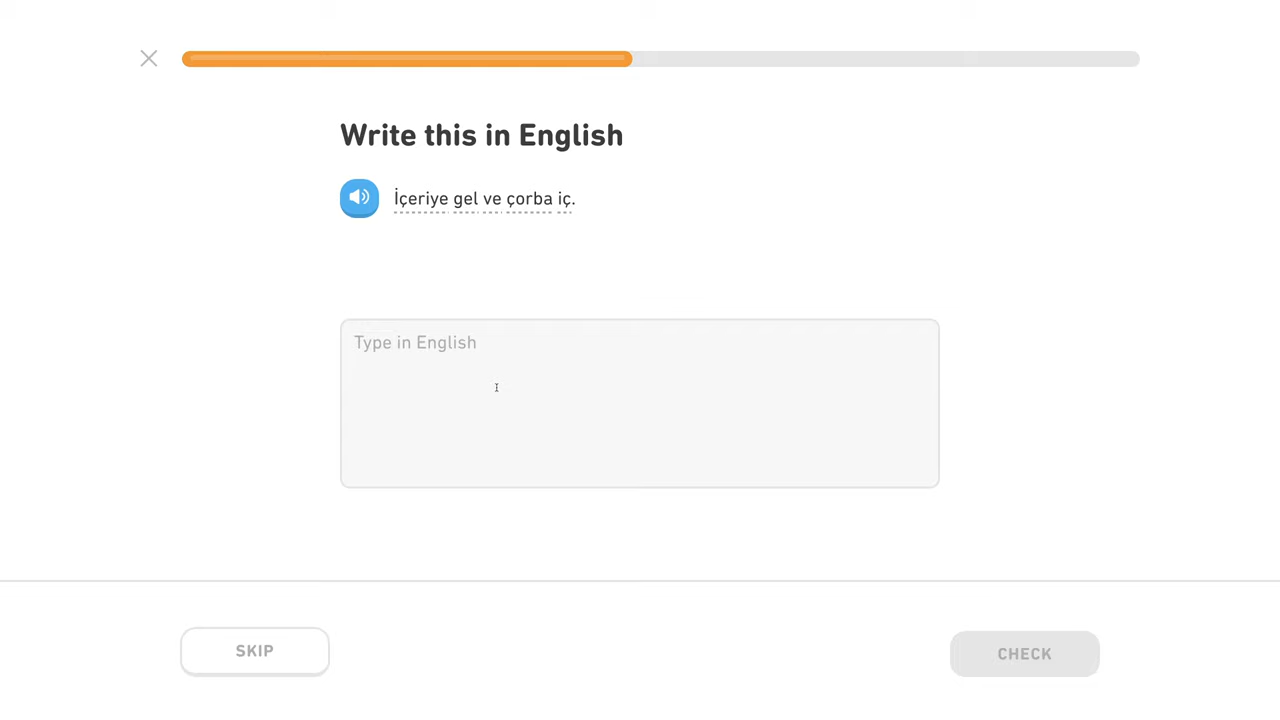 Write this in English
İçeriye gel ve çorba iç.
Type in English
SKIP
CHECK